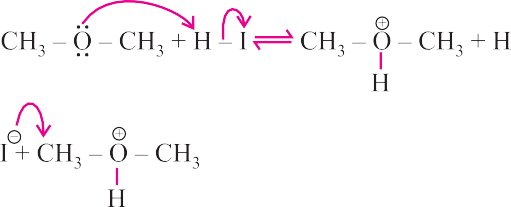 CH₃ – Ö – CH₃ + H – I ⇌ CH₃ – O⊕ – CH₃ + H
H
I⊖ + CH₃ – O⊕ – CH₃
H